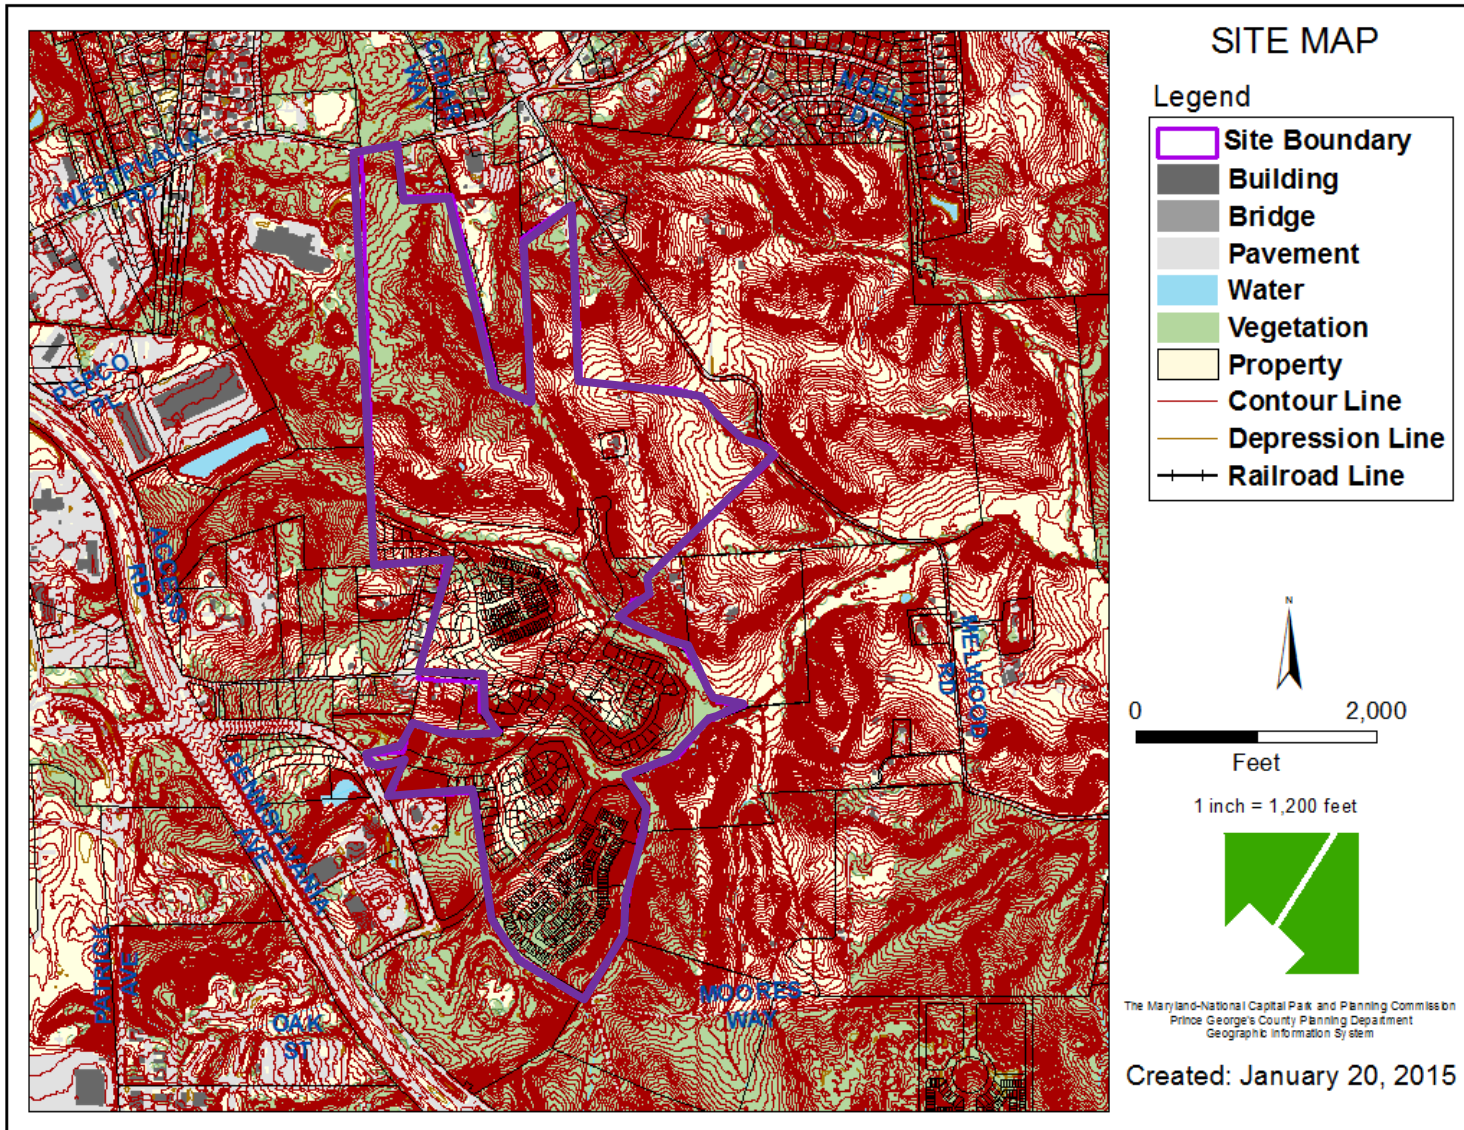 SITE MAP
Legend
Site Boundary
Building
Bridge
Pavement
Water
Vegetation
Property
Contour Line
Depression Line
Railroad Line
CEDAR
WAY
NOBLE
DR
WESTPHALIA
RD
PEPCO
PL
ACCESS
RD
MELWOOD
RD
PENNSYLVANIA
AVE
PATRICK
AVE
OAK
ST
MOORES
WAY
N
0 2,000
Feet
1 inch = 1,200 feet
The Maryland-National Capital Park and Planning Commission
Prince George's County Planning Department
Geographic Information System
Created: January 20, 2015